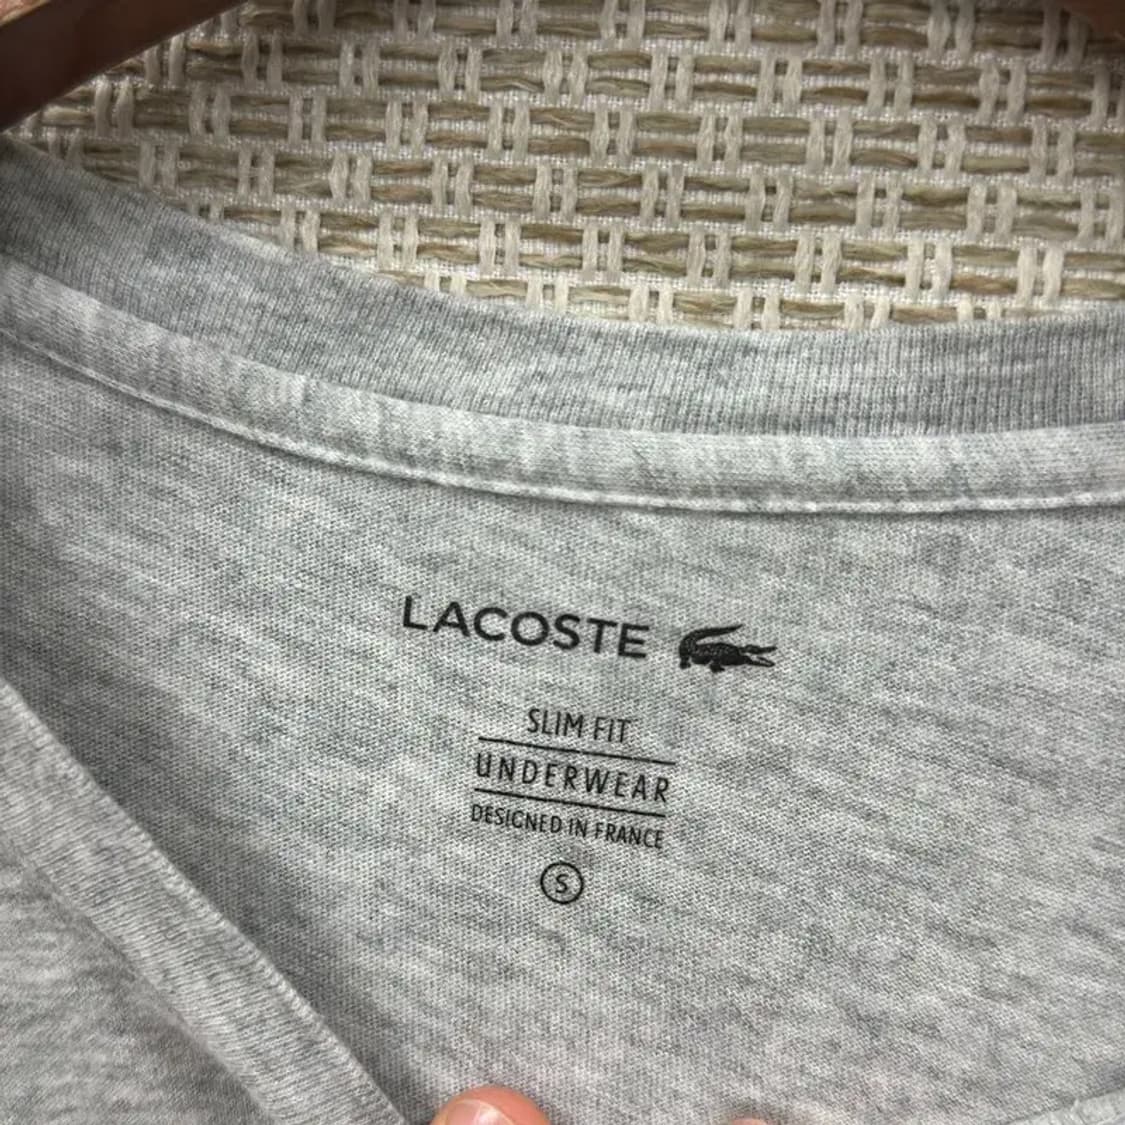 LACOSTE
SLIM FIT
UNDERWEAR
DESIGNED IN FRANCE
S